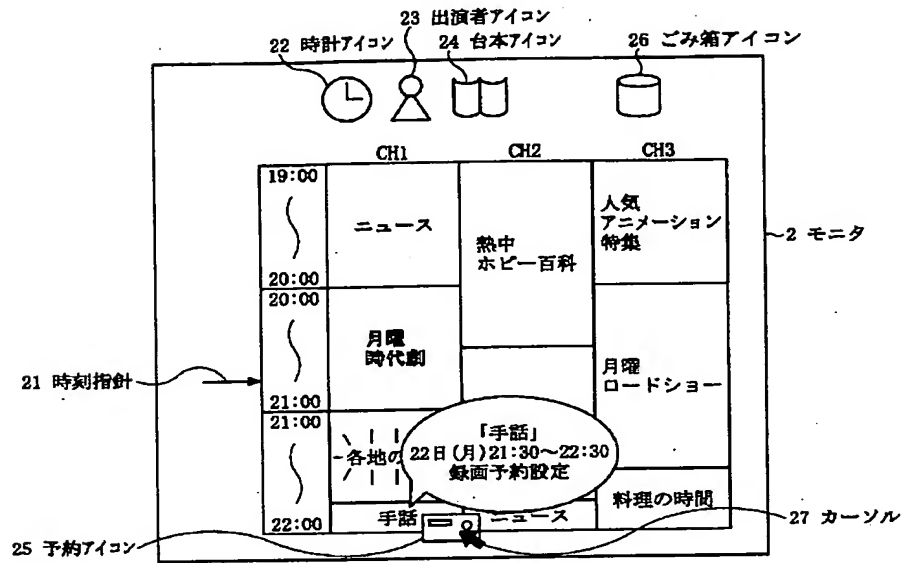 23 出演者アイコン
22 時計アイコン
24 台本アイコン
26 ごみ箱アイコン
CH1
CH2
CH3
19:00
20:00
20:00
21:00
21:00
22:00
ニュース
熱中
ホビー百科
人気
アニメーション
特集
2 モニタ
月曜
時代劇
月曜
ロードショー
21 時刻指針
各地の
「手話」
22日(月)21:30～22:30
録画予約設定
手話
ニュース
料理の時間
25 予約アイコン
27 カーソル